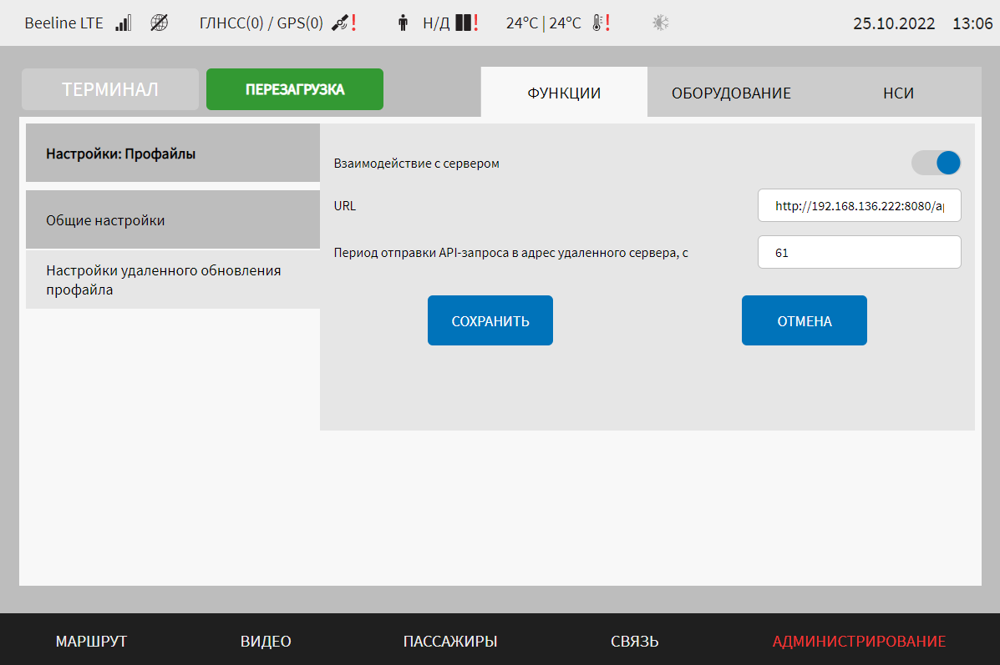 Beeline LTE ГЛНСС(0) / GPS(0) Н/Д 24°C | 24°C 25.10.2022 13:06
ТЕРМИНАЛ ПЕРЕЗАГРУЗКА ФУНКЦИИ ОБОРУДОВАНИЕ НСИ
Настройки: Профайлы
Взаимодействие с сервером
URL http://192.168.136.222:8080/a
Общие настройки
Период отправки API-запроса в адрес удаленного сервера, с 61
Настройки удаленного обновления
профайла
СОХРАНИТЬ ОТМЕНА
МАРШРУТ ВИДЕО ПАССАЖИРЫ СВЯЗЬ АДМИНИСТРИРОВАНИЕ